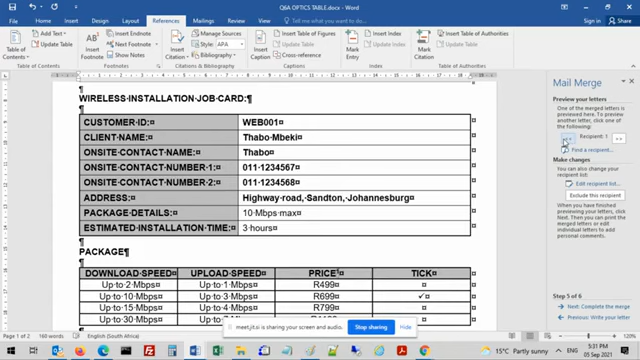 Q&A OPTICS TABLE.docx - Word
File Home Insert Draw Design Layout References Mailings Review View Help Tell me what you want to do...
Sign in Share
Table of Contents
Add Text
Update Table
Insert Footnote
Insert Endnote
Next Footnote
Show Notes
Insert Citation
Manage Sources
Style: APA
Bibliography
Insert Caption
Insert Table of Figures
Update Table
Cross-reference
Mark Entry
Insert Index
Update Index
Mark Citation
Table of Contents
Footnotes
Captions
Index
WIRELESS·INSTALLATION·JOB·CARD:¶
CUSTOMER·ID:¤ WEB001¤
CLIENT·NAME:¤ Thabo·Mbeki¤
ONSITE·CONTACT·NAME:¤ Thabo¤
ONSITE·CONTACT·NUMBER·1:¤ 011·1234567¤
ONSITE·CONTACT·NUMBER·2:¤ 011·1234568¤
ADDRESS:¤ Highway·road,·Sandton,·Johannesburg¤
PACKAGE·DETAILS:¤ 10·Mbps·max¤
ESTIMATED·INSTALLATION·TIME:¤ 3·hours¤
PACKAGE¶
DOWNLOAD·SPEED¤ UPLOAD·SPEED¤ PRICE¤ TICK¤
Up·to·2·Mbps¤ Up·to·1·Mbps¤ R499¤ ¤
Up·to·10·Mbps¤ Up·to·3·Mbps¤ R699¤ ✓¤
Up·to·15·Mbps¤ Up·to·4·Mbps¤ R799¤ ¤
Up·to·30·Mbps¤
Mail Merge
Preview your letters
One of the merged letters is previewed here. To preview another letter, click one of the following:
Recipient: 1
Find a recipient...
Make changes
You can also change your recipient list:
Edit recipient list...
Exclude this recipient
When you have finished previewing your letters, click Next. Then you can print the merged letters or edit individual letters to add personal comments.
Step 5 of 6
Next: Complete the merge
Previous: Write your letter
meet.jit.si is sharing your screen and audio.
Stop sharing
Hide
Page 1 of 2 168 words English (South Africa)
15°C Partly sunny
5:31 PM
05 Sep 2021